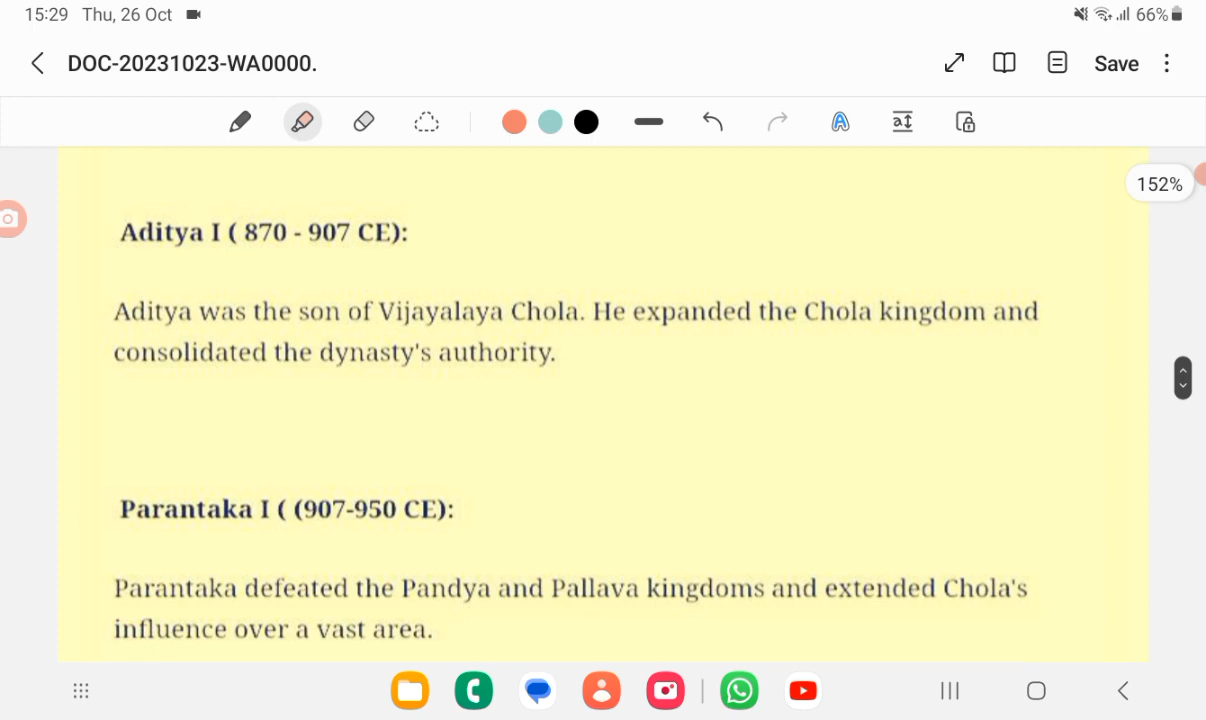 15:29 Thu, 26 Oct
66%
DOC-20231023-WA0000.
Save
152%
Aditya I ( 870 - 907 CE):
Aditya was the son of Vijayalaya Chola. He expanded the Chola kingdom and
consolidated the dynasty's authority.
Parantaka I ( (907-950 CE):
Parantaka defeated the Pandya and Pallava kingdoms and extended Chola's
influence over a vast area.